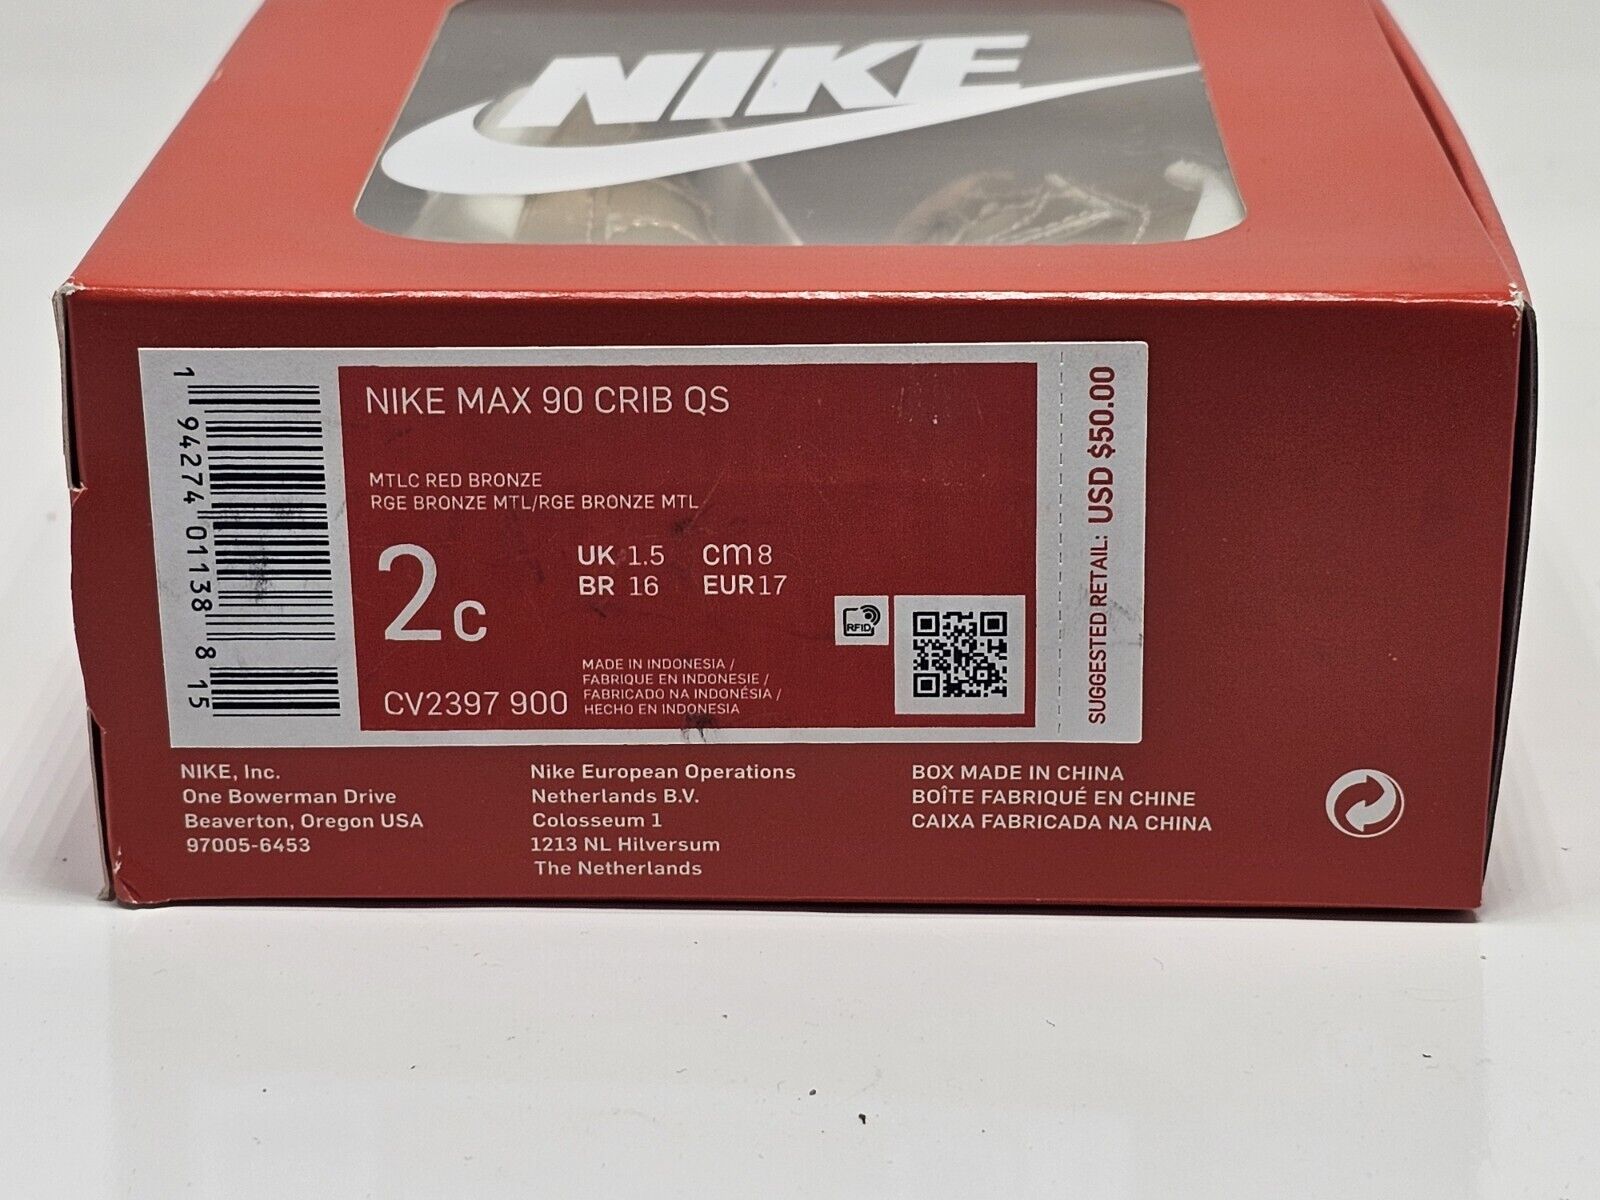 NIKE
1 94274 01138 8 15
NIKE MAX 90 CRIB QS
MTLC RED BRONZE
RGE BRONZE MTL/RGE BRONZE MTL
2c
UK 1.5 cm 8
BR 16 EUR 17
CV2397 900
MADE IN INDONESIA /
FABRIQUE EN INDONESIE /
FABRICADO NA INDONÉSIA /
HECHO EN INDONESIA
RFID
SUGGESTED RETAIL: USD $50.00
NIKE, Inc.
One Bowerman Drive
Beaverton, Oregon USA
97005-6453
Nike European Operations
Netherlands B.V.
Colosseum 1
1213 NL Hilversum
The Netherlands
BOX MADE IN CHINA
BOÎTE FABRIQUÉ EN CHINE
CAIXA FABRICADA NA CHINA